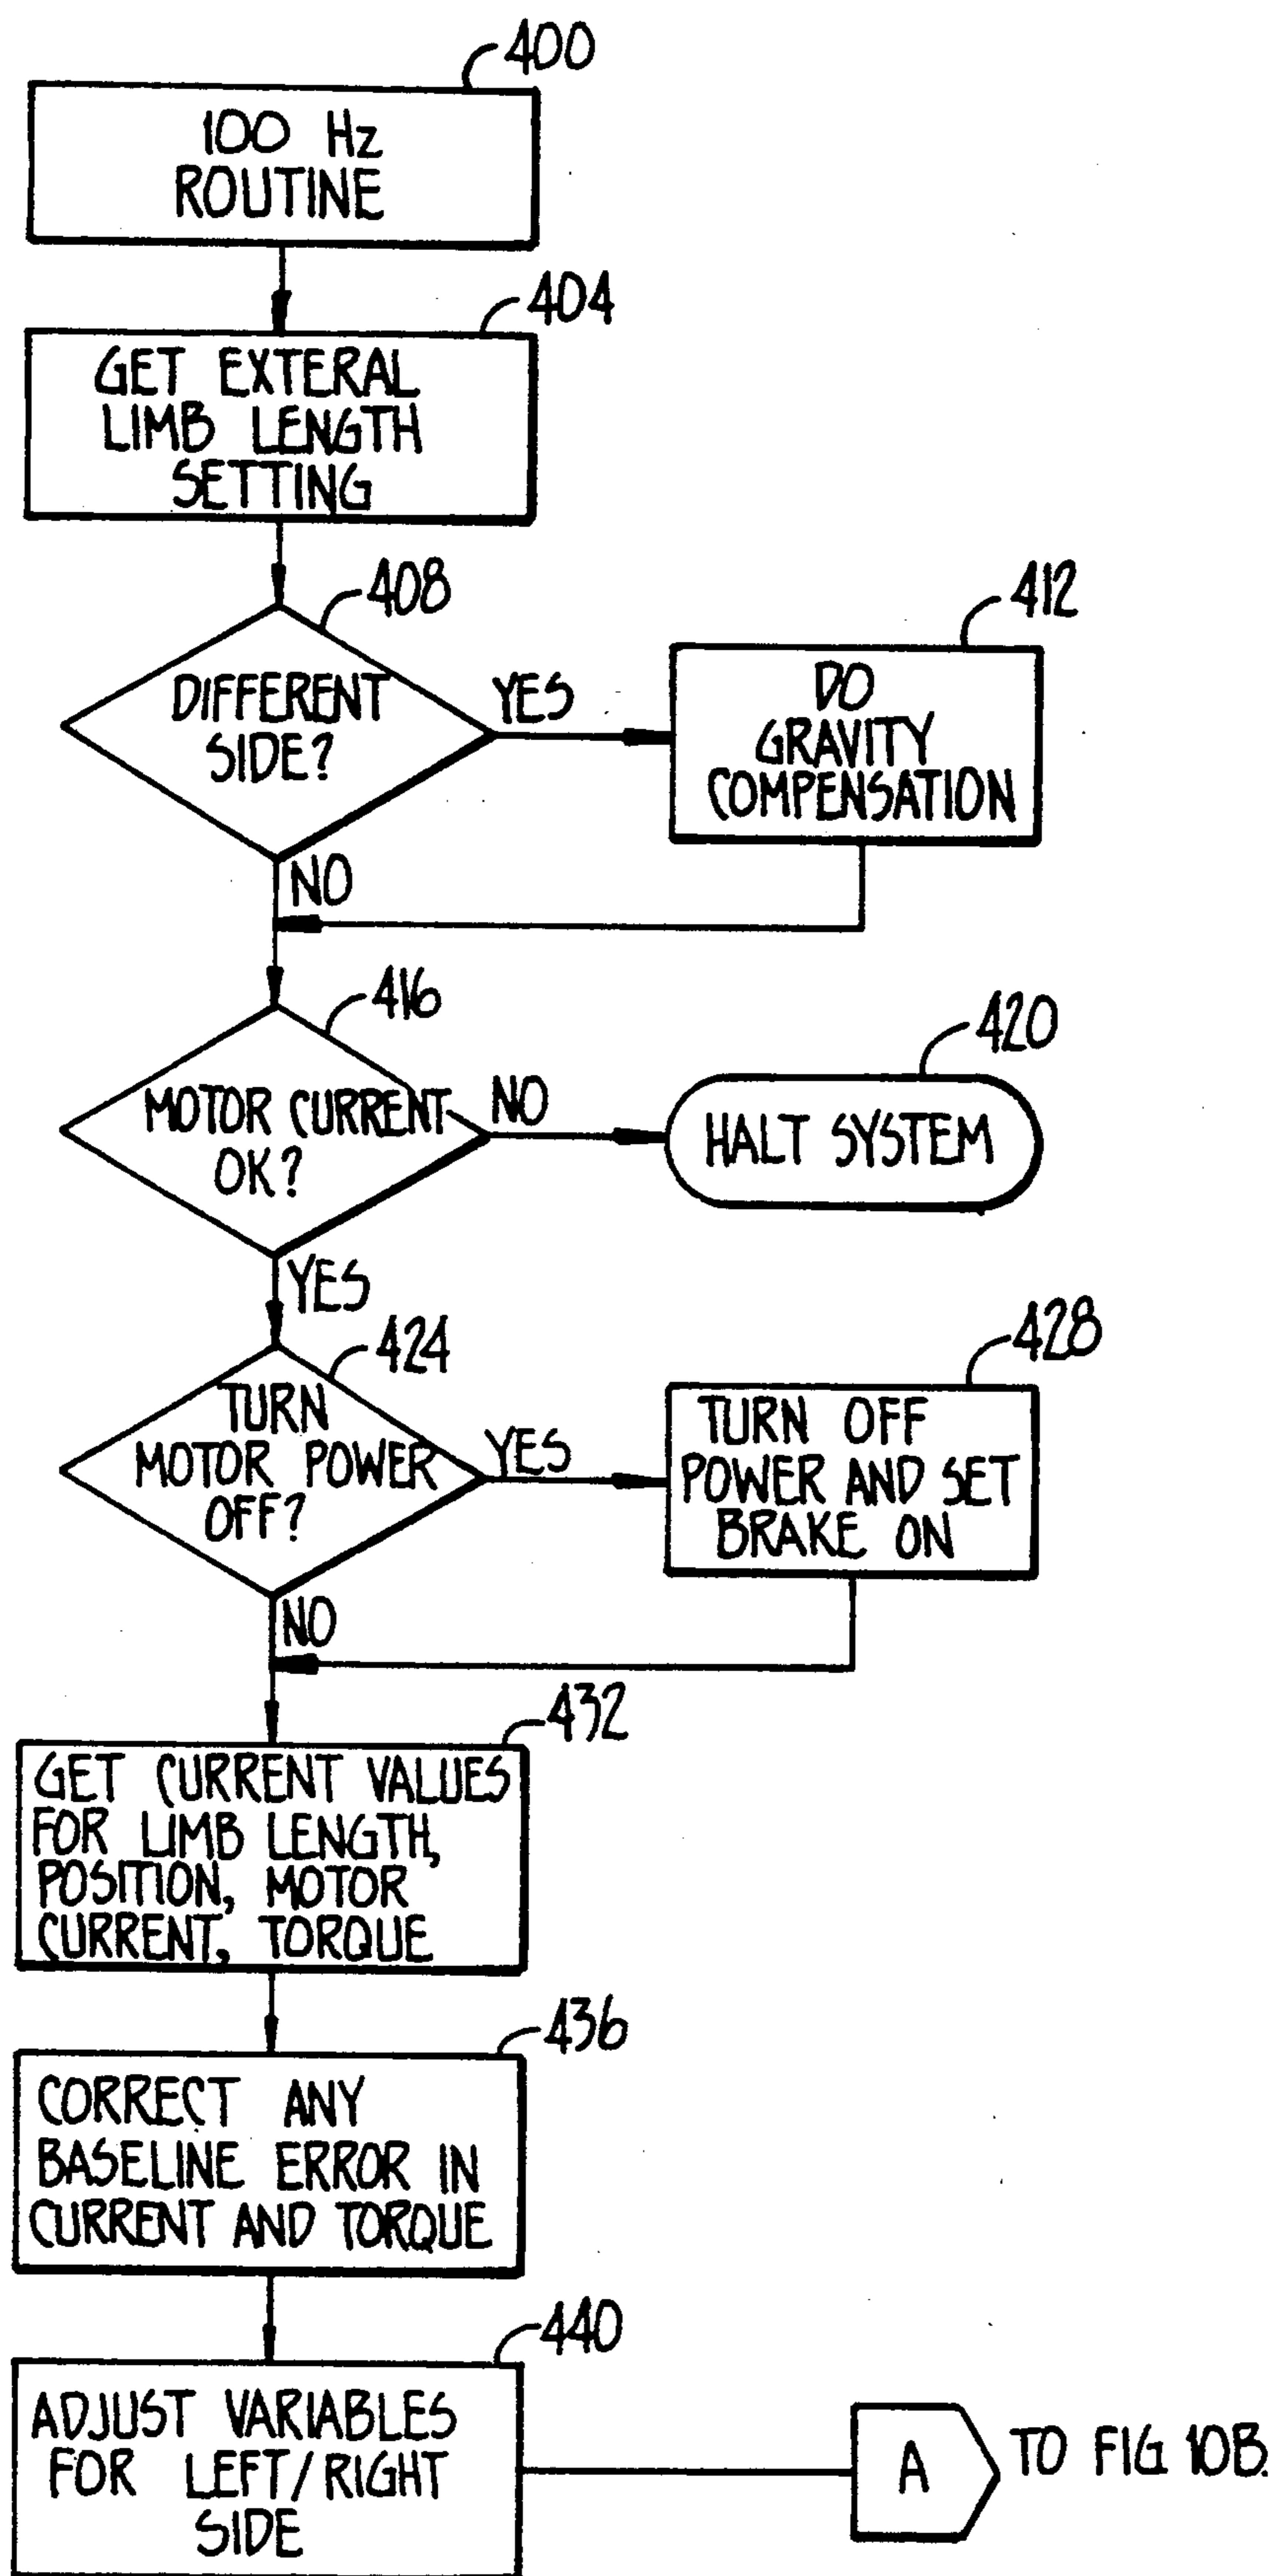 400
100 Hz
ROUTINE
404
GET EXTERAL
LIMB LENGTH
SETTING
408
DIFFERENT
SIDE?
YES
412
DO
GRAVITY
COMPENSATION
NO
416
MOTOR CURRENT
OK?
NO
420
HALT SYSTEM
YES
424
TURN
MOTOR POWER
OFF?
YES
428
TURN OFF
POWER AND SET
BRAKE ON
NO
432
GET CURRENT VALUES
FOR LIMB LENGTH,
POSITION, MOTOR
CURRENT, TORQUE
436
CORRECT ANY
BASELINE ERROR IN
CURRENT AND TORQUE
440
ADJUST VARIABLES
FOR LEFT/RIGHT
SIDE
A
TO FIG 10B.